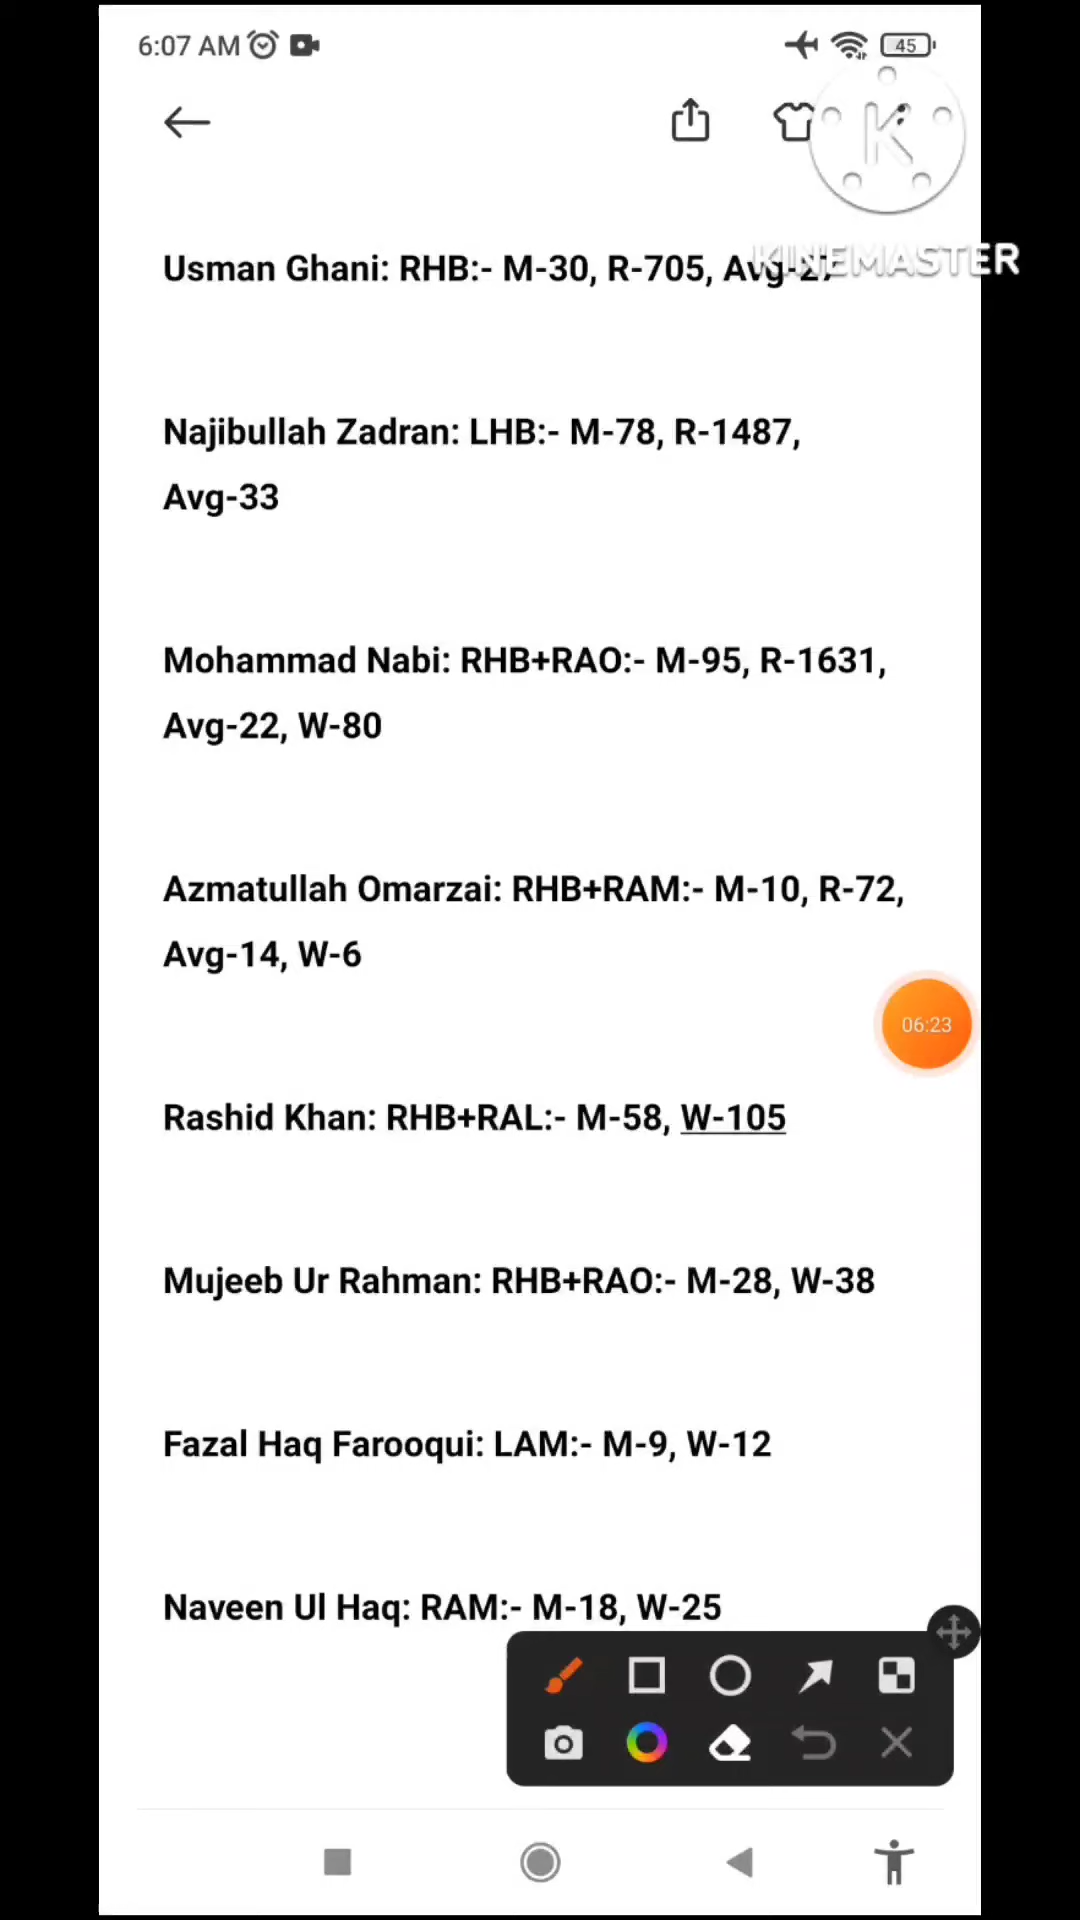 6:07 AM
45
K
KINEMASTER
Usman Ghani: RHB:- M-30, R-705, Avg-27
Najibullah Zadran: LHB:- M-78, R-1487,
Avg-33
Mohammad Nabi: RHB+RAO:- M-95, R-1631,
Avg-22, W-80
Azmatullah Omarzai: RHB+RAM:- M-10, R-72,
Avg-14, W-6
06:23
Rashid Khan: RHB+RAL:- M-58, W-105
Mujeeb Ur Rahman: RHB+RAO:- M-28, W-38
Fazal Haq Farooqui: LAM:- M-9, W-12
Naveen Ul Haq: RAM:- M-18, W-25